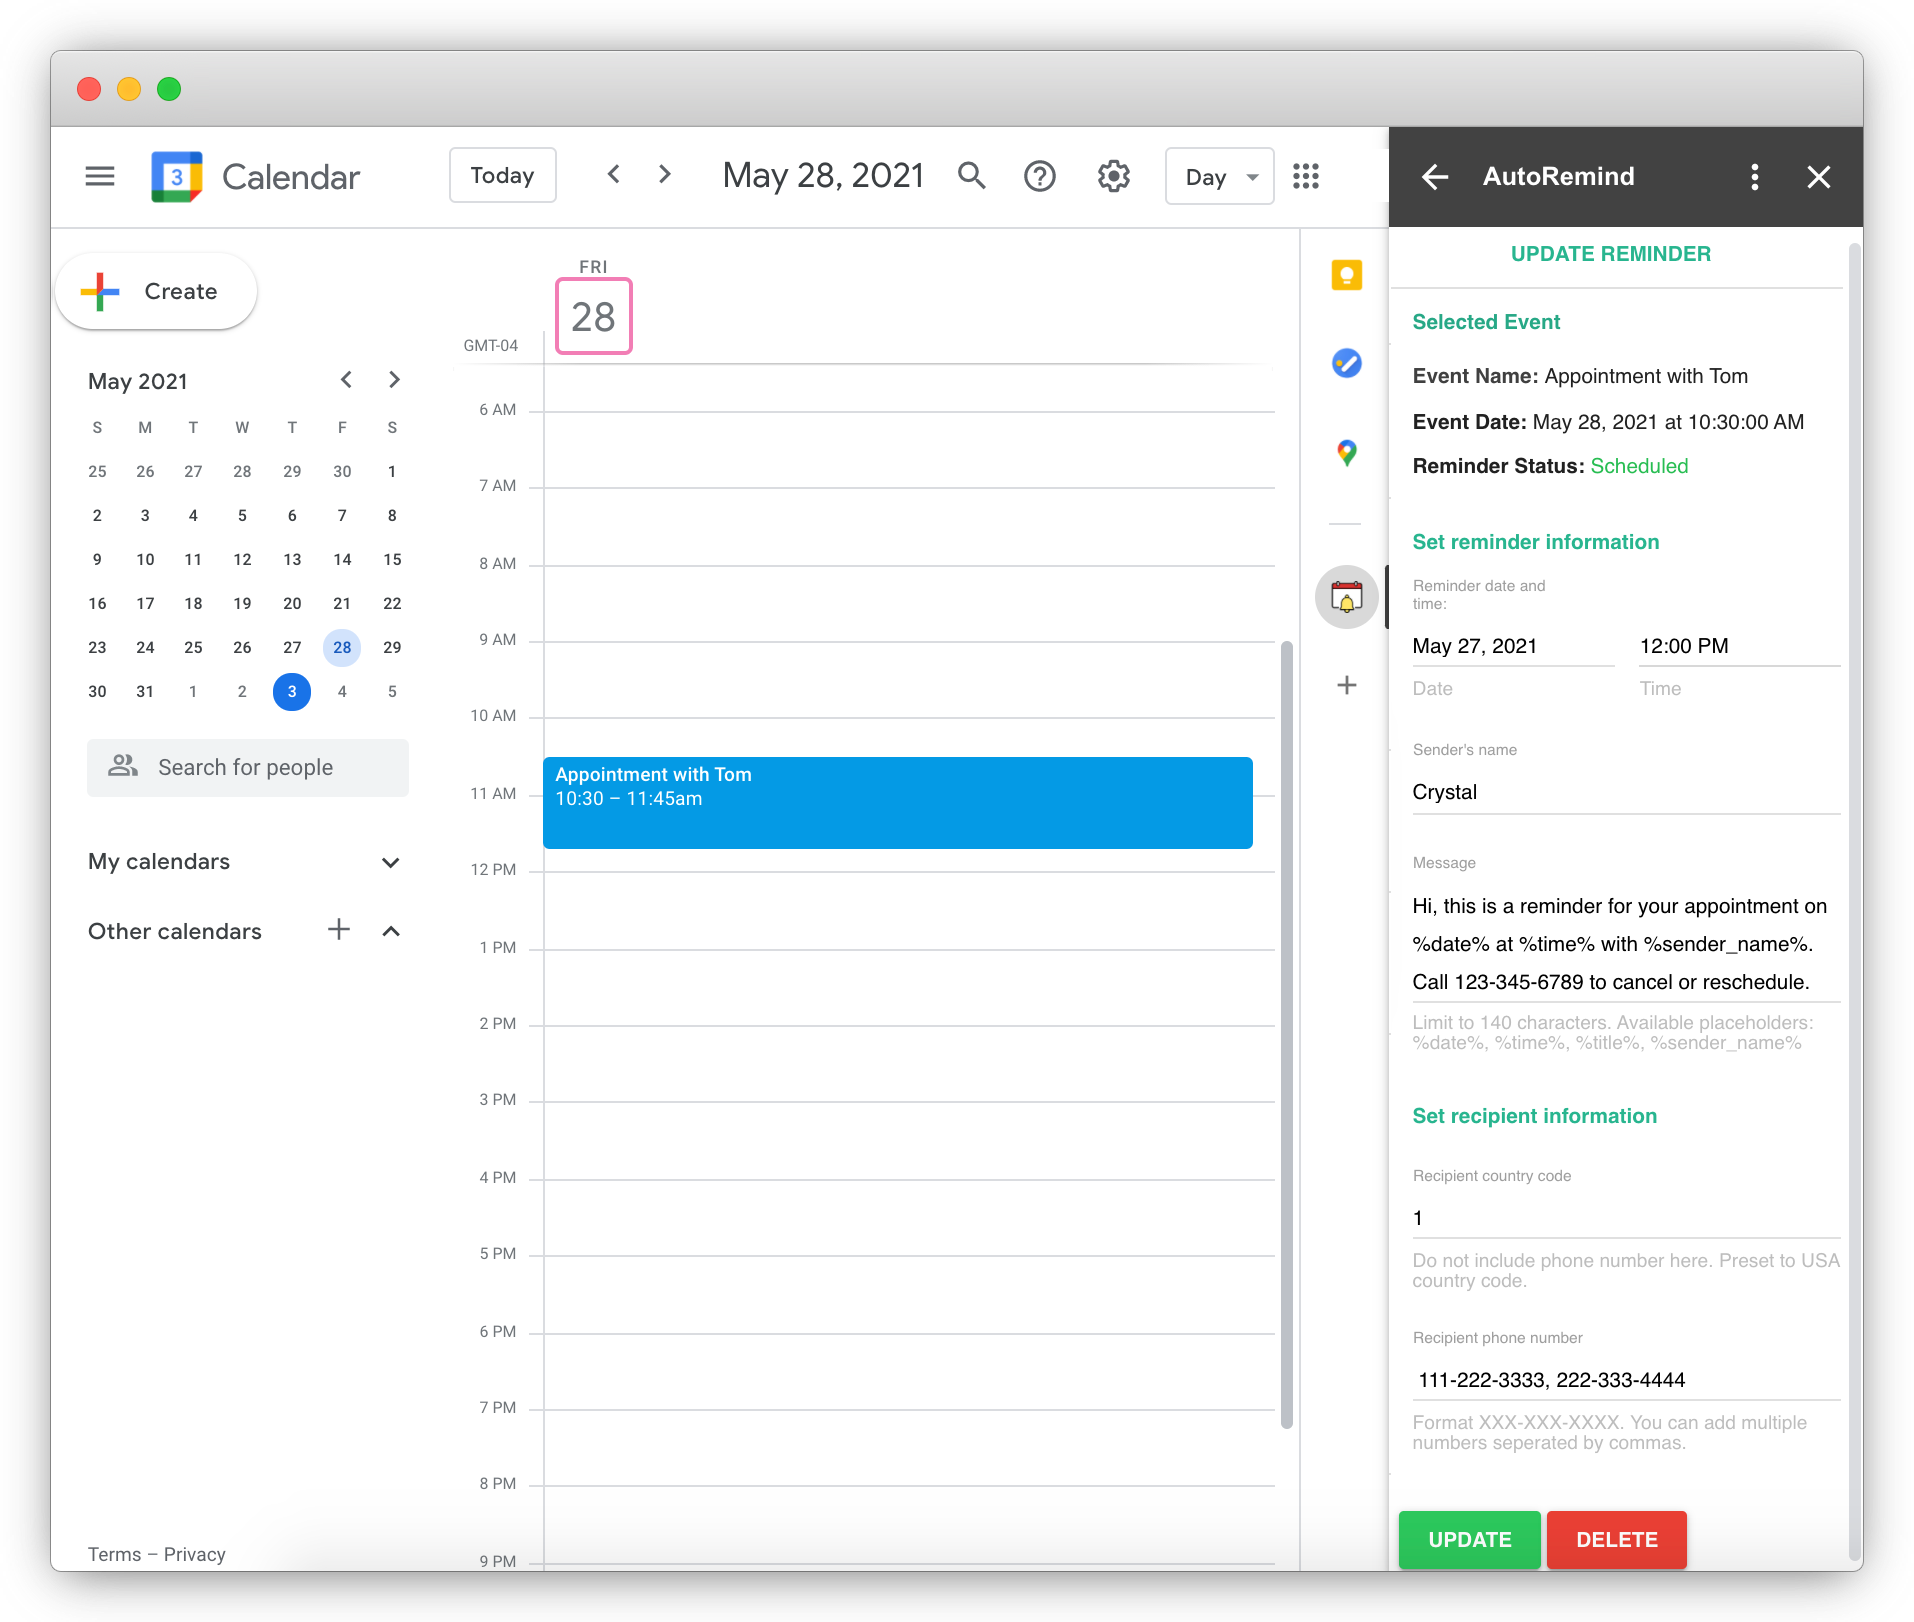 3 Calendar
Today
May 28, 2021
Day
AutoRemind
Create
May 2021
S M T W T F S
25 26 27 28 29 30 1
2 3 4 5 6 7 8
9 10 11 12 13 14 15
16 17 18 19 20 21 22
23 24 25 26 27 28 29
30 31 1 2 3 4 5
Search for people
My calendars
Other calendars
Terms – Privacy
FRI
28
GMT-04
6 AM
7 AM
8 AM
9 AM
10 AM
Appointment with Tom
10:30 – 11:45am
11 AM
12 PM
1 PM
2 PM
3 PM
4 PM
5 PM
6 PM
7 PM
8 PM
9 PM
UPDATE REMINDER
Selected Event
Event Name: Appointment with Tom
Event Date: May 28, 2021 at 10:30:00 AM
Reminder Status: Scheduled
Set reminder information
Reminder date and
time:
May 27, 2021 12:00 PM
Date Time
Sender's name
Crystal
Message
Hi, this is a reminder for your appointment on
%date% at %time% with %sender_name%.
Call 123-345-6789 to cancel or reschedule.
Limit to 140 characters. Available placeholders:
%date%, %time%, %title%, %sender_name%
Set recipient information
Recipient country code
1
Do not include phone number here. Preset to USA
country code.
Recipient phone number
111-222-3333, 222-333-4444
Format XXX-XXX-XXXX. You can add multiple
numbers seperated by commas.
UPDATE DELETE